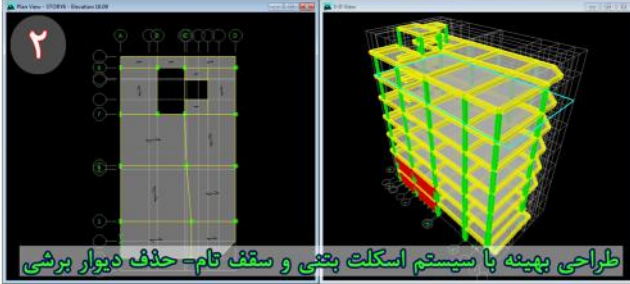 Plan View - STORY6 - Elevation 18.09
3-D View
۲
طراحی بهینه با سیستم اسکلت بتنی و سقف تام- حذف دیوار برشی